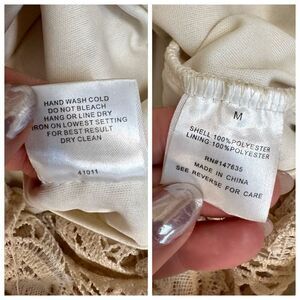 HAND WASH COLD
DO NOT BLEACH
HANG OR LINE DRY
IRON ON LOWEST SETTING
FOR BEST RESULT
DRY CLEAN
41011
M
SHELL:100%POLYESTER
LINING:100%POLYESTER
RN#147635
MADE IN CHINA
SEE REVERSE FOR CARE